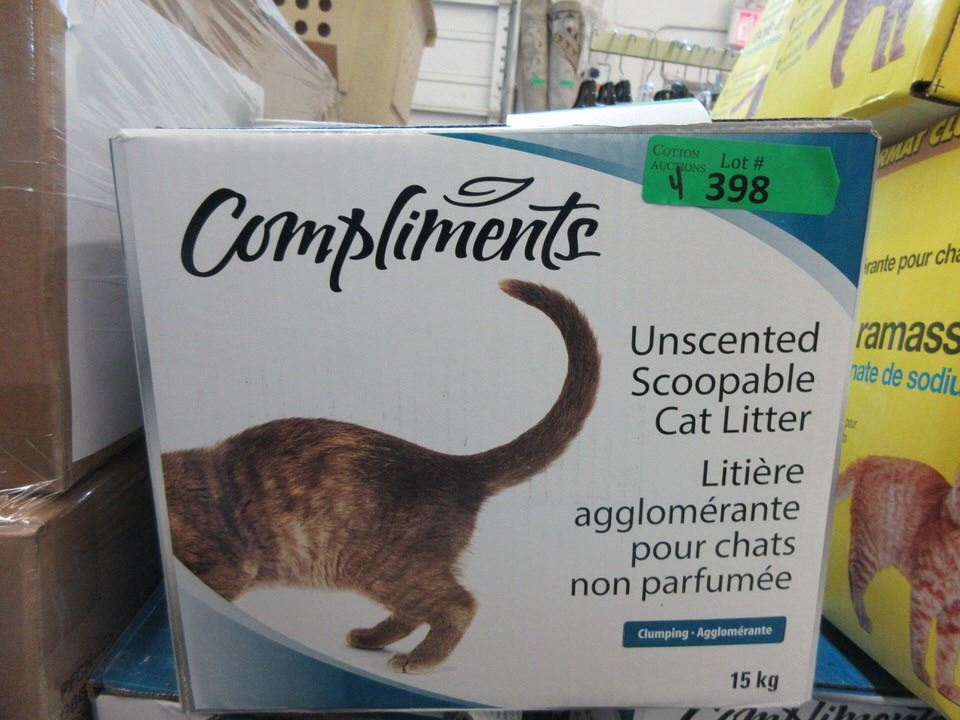 COTTON
AUCTIONS
Lot #
4 398
Compliments
Unscented
Scoopable
Cat Litter
Litière
agglomérante
pour chats
non parfumée
Clumping • Agglomérante
15 kg
pour cha
ramass
nate de sodiu